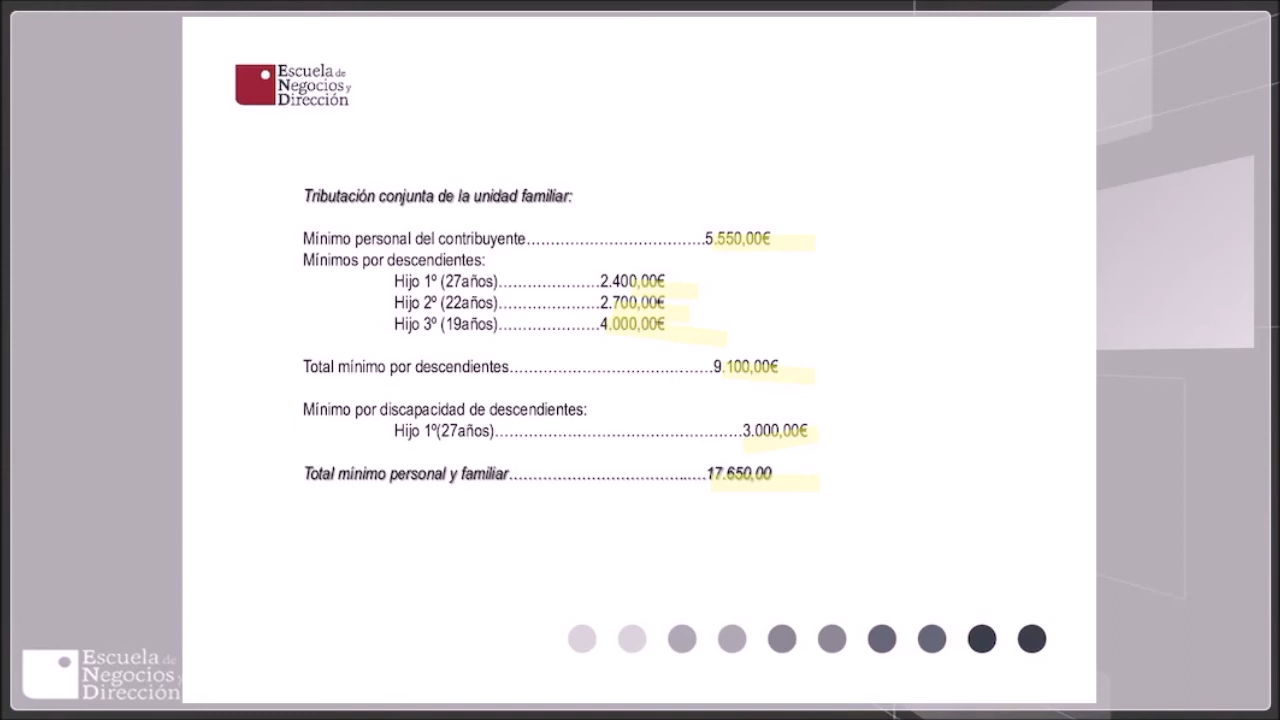 Escuela de
Negocios y
Dirección
Tributación conjunta de la unidad familiar:
Mínimo personal del contribuyente……………………………….5.550,00€
Mínimos por descendientes:
Hijo 1º (27años)…………………2.400,00€
Hijo 2º (22años)…………………2.700,00€
Hijo 3º (19años)…………………4.000,00€
Total mínimo por descendientes……………………………..……9.100,00€
Mínimo por discapacidad de descendientes:
Hijo 1º(27años)……………………………………………3.000,00€
Total mínimo personal y familiar……………………………..….17.650,00
Escuela de
Negocios y
Dirección